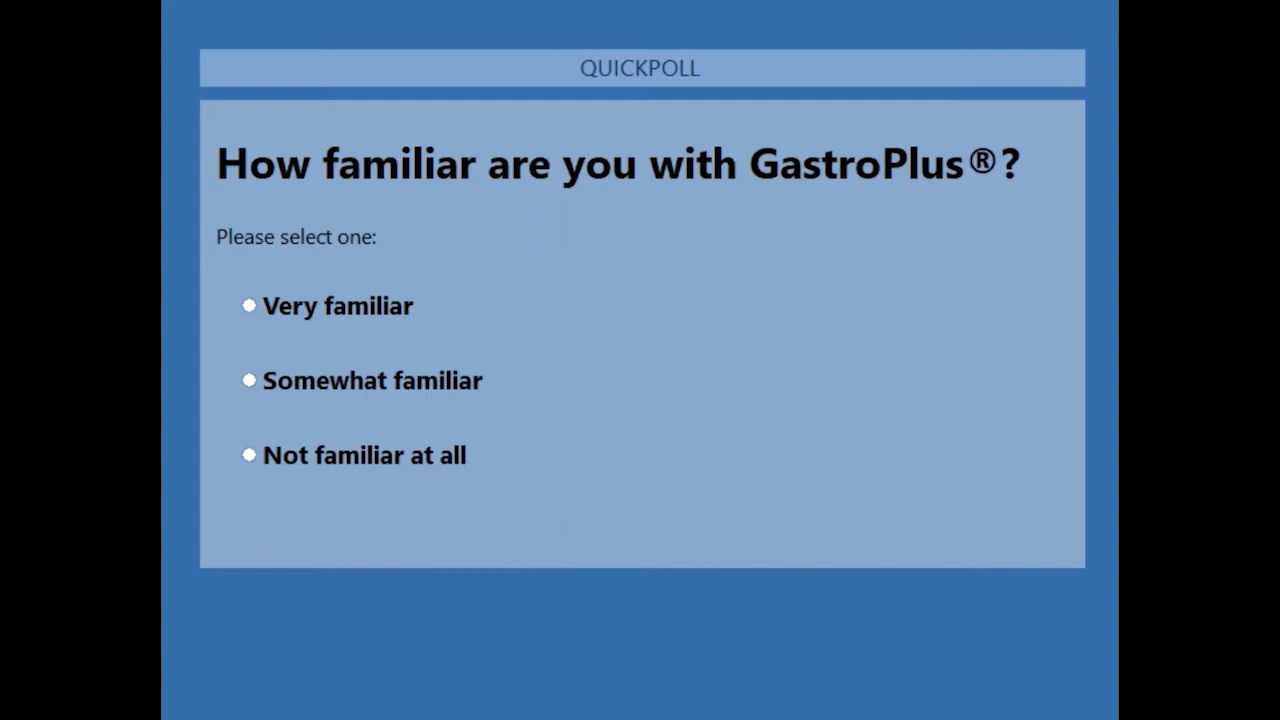 QUICKPOLL
How familiar are you with GastroPlus®?
Please select one:
Very familiar
Somewhat familiar
Not familiar at all